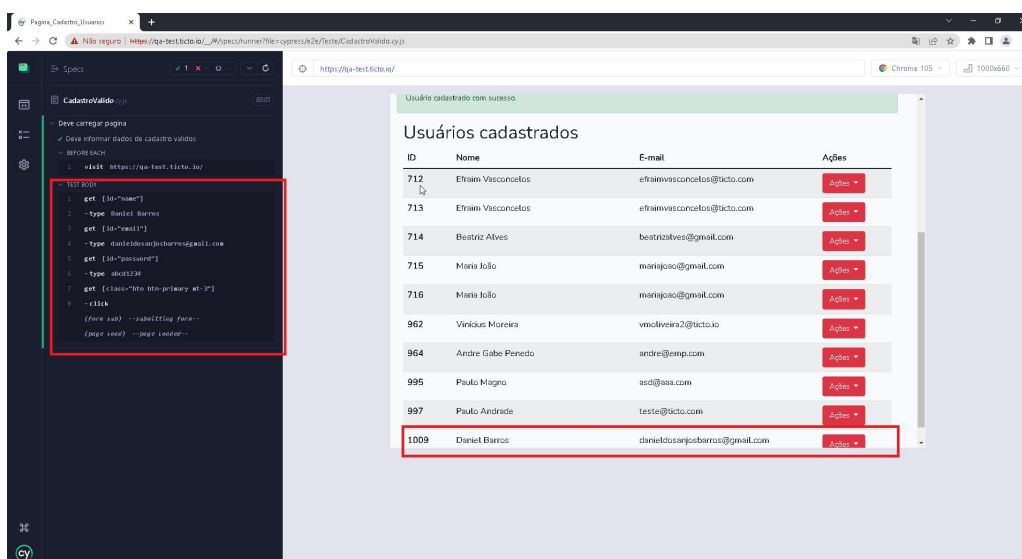 Pagina_Cadastro_Usuarios
Não seguro https://qa-test.ticto.io/__/#/specs/runner?file=cypress/e2e/Teste/CadastroValido.cy.js
Specs
1
--
--
https://qa-test.ticto.io/
Chrome 105
1000x660
CadastroValido cy.js
00:03
Deve carregar pagina
Deve informar dados de cadastro validos
BEFORE EACH
1 visit https://qa-test.ticto.io/
TEST BODY
1 get [id="name"]
2 -type Daniel Barros
3 get [id="email"]
4 -type danieldosanjosbarros@gmail.com
5 get [id="password"]
6 -type abcd1234
7 get [class="btn btn-primary mt-3"]
8 -click
(form sub) --submitting form--
(page load) --page loaded--
cy
Usuário cadastrado com sucesso.
Usuários cadastrados
ID Nome E-mail Ações
712 Efraim Vasconcelos efraimvasconcelos@ticto.com Ações
713 Efraim Vasconcelos efraimvasconcelos@ticto.com Ações
714 Beatriz Alves beatrizalves@gmail.com Ações
715 Maria João mariajoao@gmail.com Ações
716 Maria João mariajoao@gmail.com Ações
962 Vinícius Moreira vmoliveira2@ticto.io Ações
964 Andre Gabe Penedo andre@emp.com Ações
995 Paulo Magno asd@aaa.com Ações
997 Paulo Andrade teste@ticto.com Ações
1009 Daniel Barros danieldosanjosbarros@gmail.com Ações